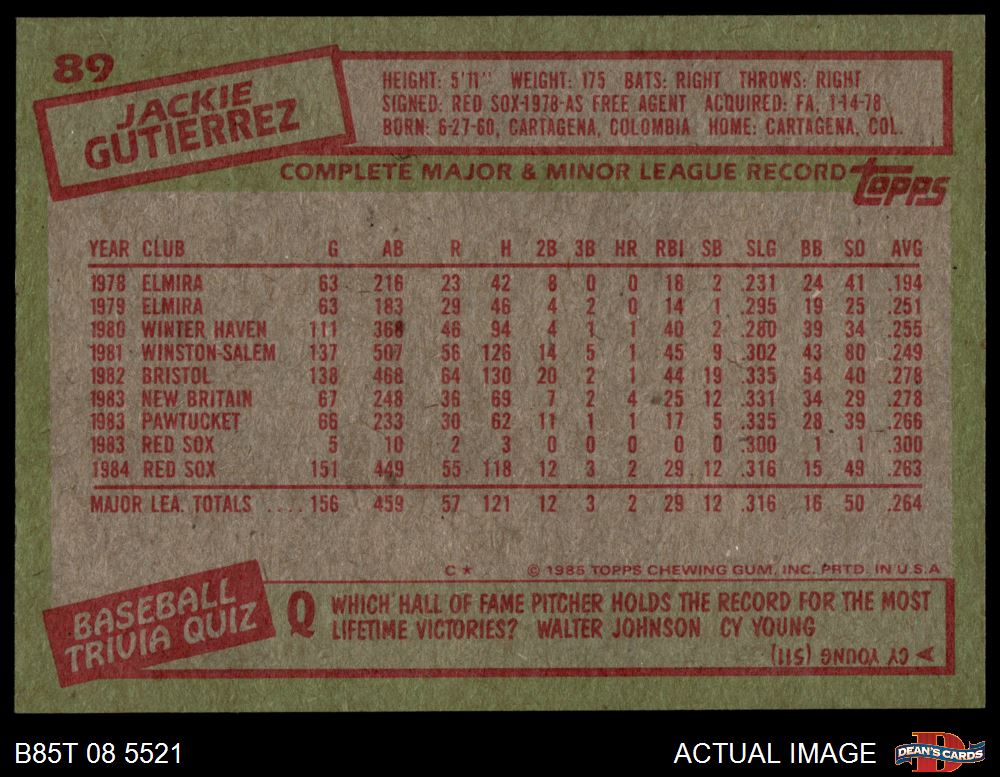 89
JACKIE
GUTIERREZ
HEIGHT: 5'11" WEIGHT: 175 BATS: RIGHT THROWS: RIGHT
SIGNED: RED SOX-1978-AS FREE AGENT ACQUIRED: FA, 1-14-78
BORN: 6-27-60, CARTAGENA, COLOMBIA HOME: CARTAGENA, COL.
COMPLETE MAJOR & MINOR LEAGUE RECORD topps
YEAR CLUB G AB R H 2B 3B HR RBI SB SLG BB SO AVG
1978 ELMIRA 63 216 23 42 8 0 0 18 2 .231 24 41 .194
1979 ELMIRA 63 183 29 46 4 2 0 14 1 .295 19 25 .251
1980 WINTER HAVEN 111 368 46 94 4 1 1 40 2 .280 39 34 .255
1981 WINSTON-SALEM 137 507 56 126 14 5 1 45 9 .302 43 80 .249
1982 BRISTOL 138 468 64 130 20 2 1 44 19 .335 54 40 .278
1983 NEW BRITAIN 67 248 36 69 7 2 4 25 12 .331 34 29 .278
1983 PAWTUCKET 66 233 30 62 11 1 1 17 5 .335 28 39 .266
1983 RED SOX 5 10 2 3 0 0 0 0 0 .300 1 1 .300
1984 RED SOX 151 449 55 118 12 3 2 29 12 .316 15 49 .263
MAJOR LEA. TOTALS .... 156 459 57 121 12 3 2 29 12 .316 16 50 .264
C★ © 1985 TOPPS CHEWING GUM, INC. PRTD. IN U.S.A
BASEBALL
TRIVIA QUIZ
Q WHICH HALL OF FAME PITCHER HOLDS THE RECORD FOR THE MOST
LIFETIME VICTORIES? WALTER JOHNSON CY YOUNG
A CY YOUNG (511)
B85T 08 5521
ACTUAL IMAGE
D
DEAN'S CARDS